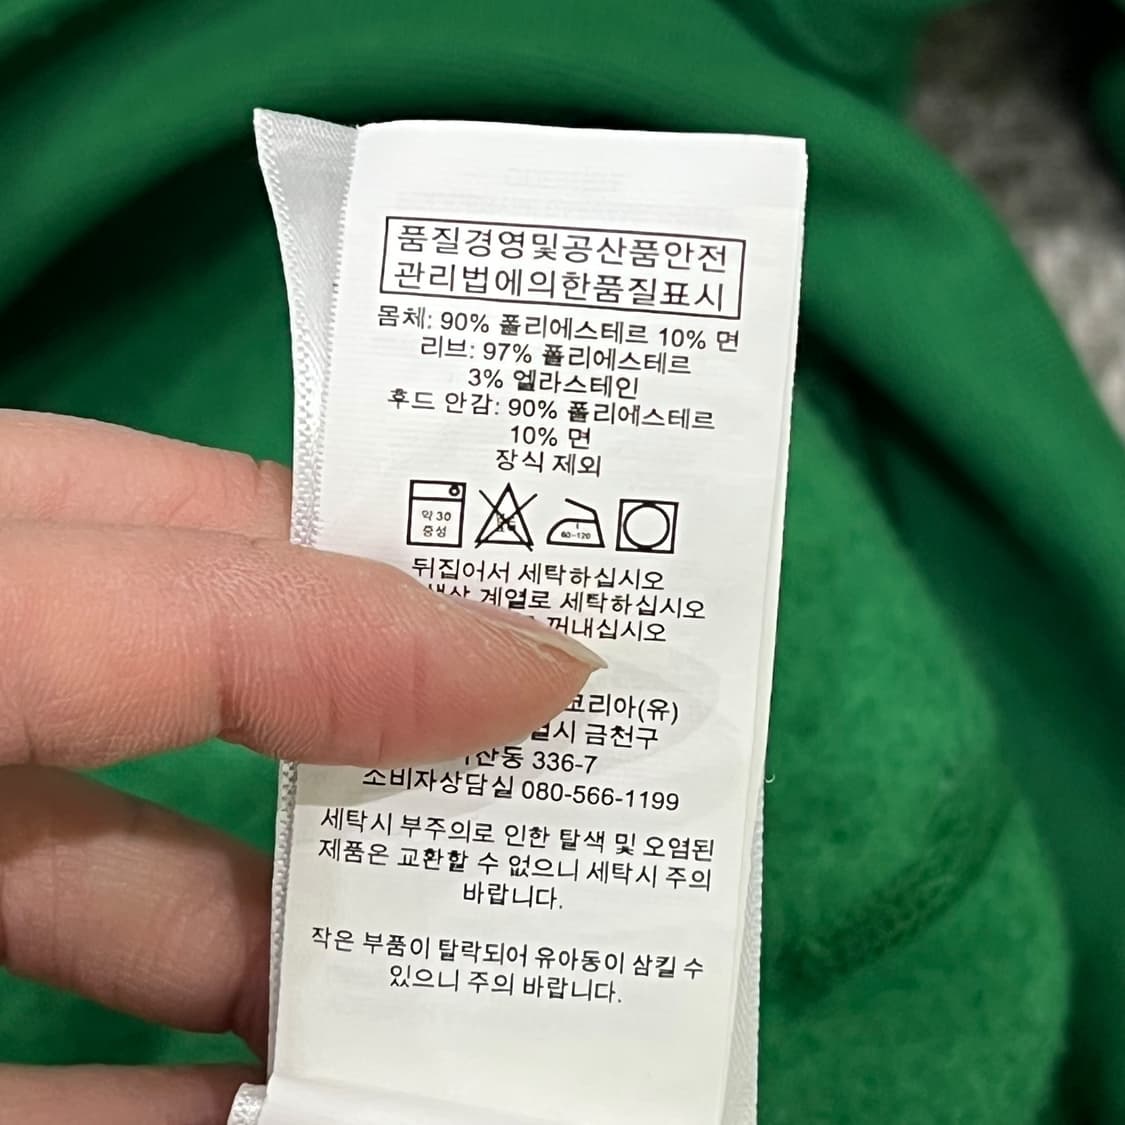 품질경영및공산품안전
관리법에의한품질표시
몸체: 90% 폴리에스테르 10% 면
리브: 97% 폴리에스테르
3% 엘라스테인
후드 안감: 90% 폴리에스테르
10% 면
장식 제외
약 30
중성
60-120
뒤집어서 세탁하십시오
계열로 세탁하십시오
꺼내십시오
코리아(유)
금천구
336-7
소비자상담실 080-566-1199
세탁시 부주의로 인한 탈색 및 오염된
제품은 교환할 수 없으니 세탁시 주의
바랍니다.
작은 부품이 탈락되어 유아동이 삼킬 수
있으니 주의 바랍니다.